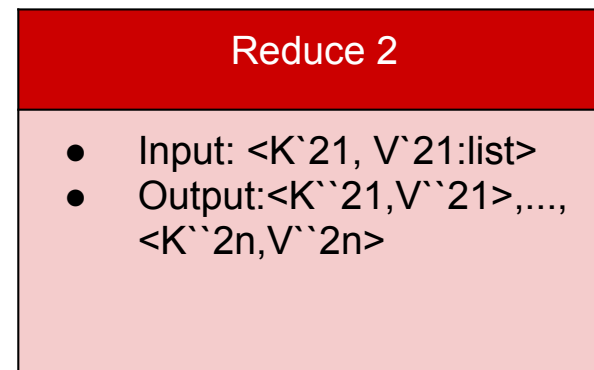 Reduce 2
● Input: <K`21, V`21:list>
● Output:<K``21,V``21>,...,
<K``2n,V``2n>